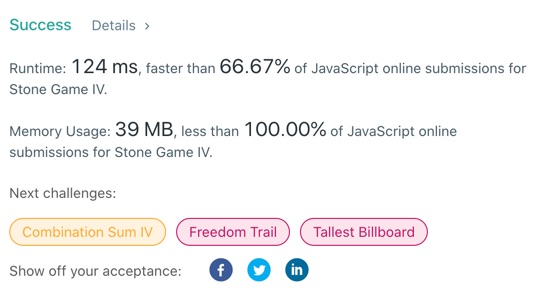 Success Details ›
Runtime: 124 ms, faster than 66.67% of JavaScript online submissions for
Stone Game IV.
Memory Usage: 39 MB, less than 100.00% of JavaScript online
submissions for Stone Game IV.
Next challenges:
Combination Sum IV Freedom Trail Tallest Billboard
Show off your acceptance: f in